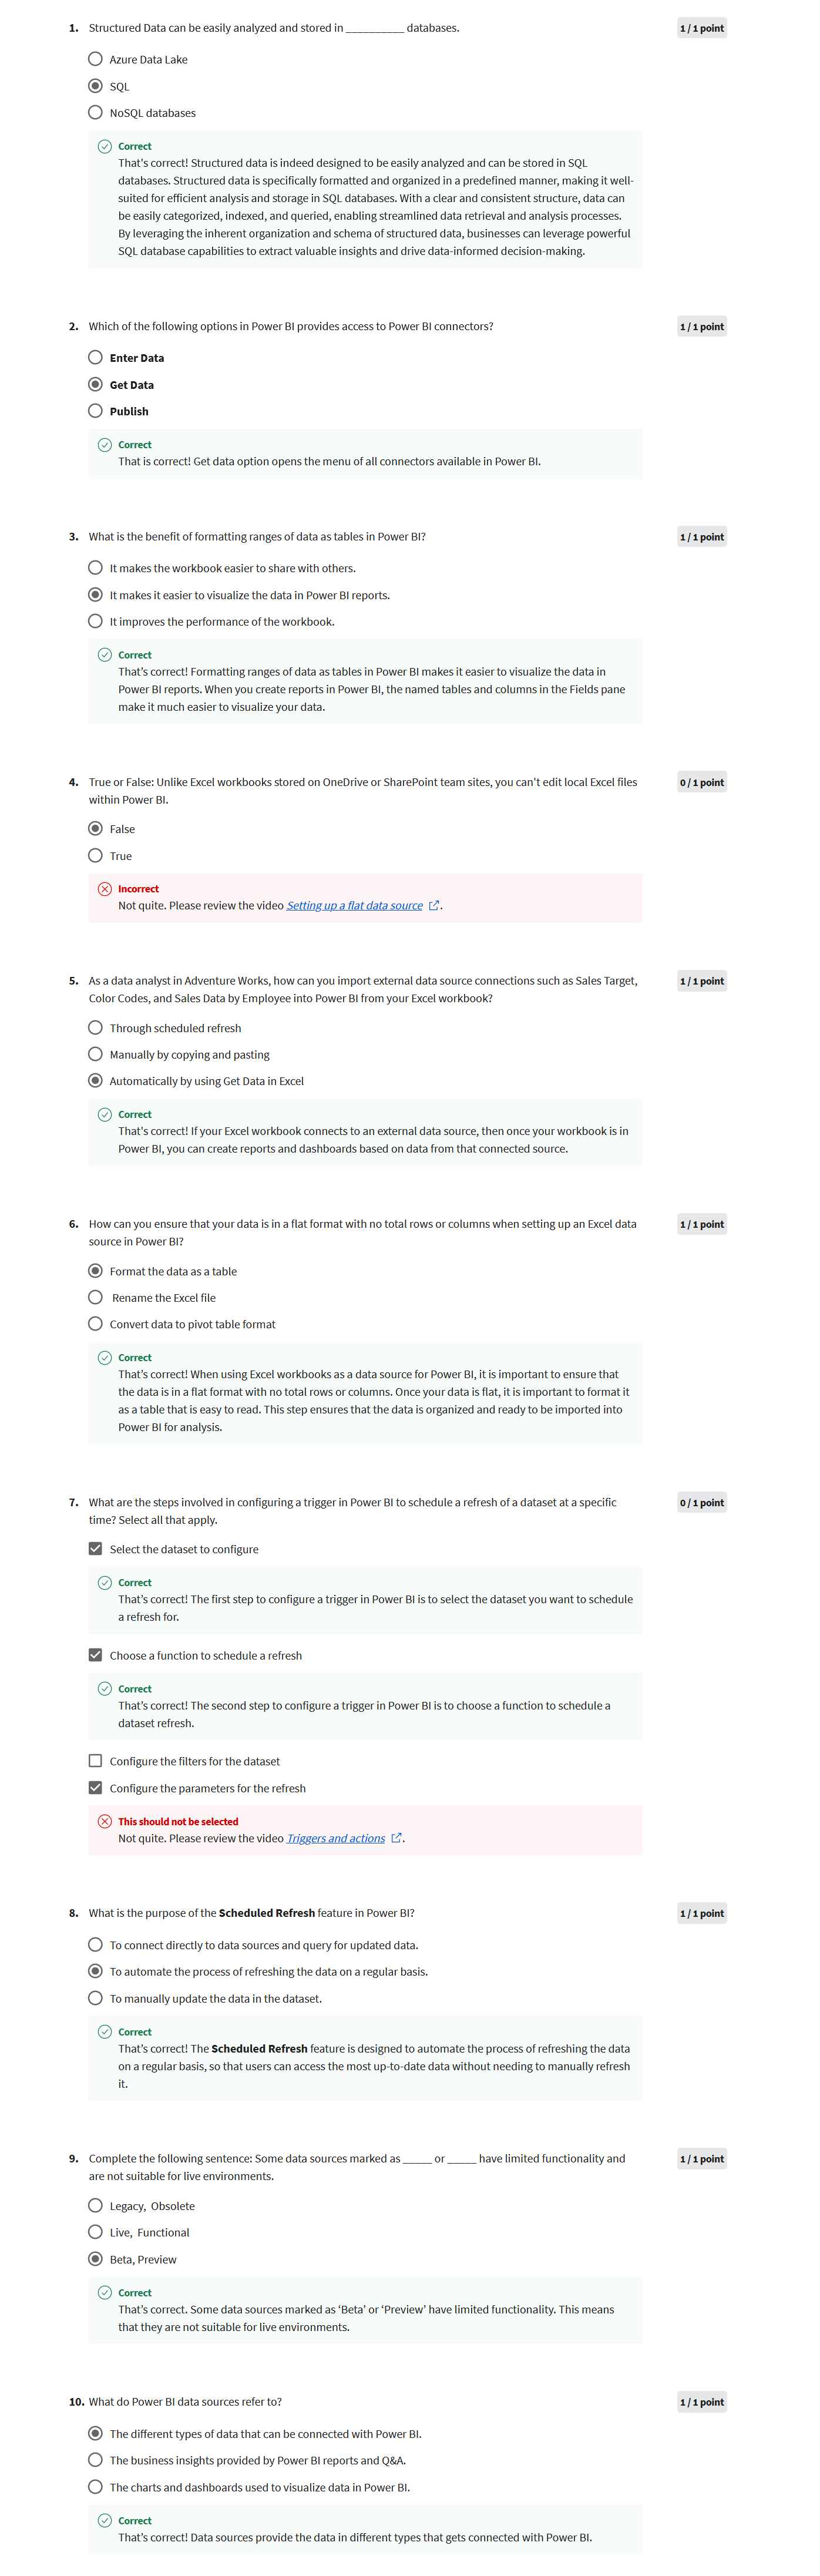 1. Structured Data can be easily analyzed and stored in __________ databases.
1 / 1 point
Azure Data Lake
SQL
NoSQL databases
Correct
That's correct! Structured data is indeed designed to be easily analyzed and can be stored in SQL
databases. Structured data is specifically formatted and organized in a predefined manner, making it well-
suited for efficient analysis and storage in SQL databases. With a clear and consistent structure, data can
be easily categorized, indexed, and queried, enabling streamlined data retrieval and analysis processes.
By leveraging the inherent organization and schema of structured data, businesses can leverage powerful
SQL database capabilities to extract valuable insights and drive data-informed decision-making.
2. Which of the following options in Power BI provides access to Power BI connectors?
1 / 1 point
Enter Data
Get Data
Publish
Correct
That is correct! Get data option opens the menu of all connectors available in Power BI.
3. What is the benefit of formatting ranges of data as tables in Power BI?
1 / 1 point
It makes the workbook easier to share with others.
It makes it easier to visualize the data in Power BI reports.
It improves the performance of the workbook.
Correct
That's correct! Formatting ranges of data as tables in Power BI makes it easier to visualize the data in
Power BI reports. When you create reports in Power BI, the named tables and columns in the Fields pane
make it much easier to visualize your data.
4. True or False: Unlike Excel workbooks stored on OneDrive or SharePoint team sites, you can't edit local Excel files
within Power BI.
0 / 1 point
False
True
Incorrect
Not quite. Please review the video Setting up a flat data source.
5. As a data analyst in Adventure Works, how can you import external data source connections such as Sales Target,
Color Codes, and Sales Data by Employee into Power BI from your Excel workbook?
1 / 1 point
Through scheduled refresh
Manually by copying and pasting
Automatically by using Get Data in Excel
Correct
That's correct! If your Excel workbook connects to an external data source, then once your workbook is in
Power BI, you can create reports and dashboards based on data from that connected source.
6. How can you ensure that your data is in a flat format with no total rows or columns when setting up an Excel data
source in Power BI?
1 / 1 point
Format the data as a table
Rename the Excel file
Convert data to pivot table format
Correct
That's correct! When using Excel workbooks as a data source for Power BI, it is important to ensure that
the data is in a flat format with no total rows or columns. Once your data is flat, it is important to format it
as a table that is easy to read. This step ensures that the data is organized and ready to be imported into
Power BI for analysis.
7. What are the steps involved in configuring a trigger in Power BI to schedule a refresh of a dataset at a specific
time? Select all that apply.
0 / 1 point
Select the dataset to configure
Correct
That's correct! The first step to configure a trigger in Power BI is to select the dataset you want to schedule
a refresh for.
Choose a function to schedule a refresh
Correct
That's correct! The second step to configure a trigger in Power BI is to choose a function to schedule a
dataset refresh.
Configure the filters for the dataset
Configure the parameters for the refresh
This should not be selected
Not quite. Please review the video Triggers and actions.
8. What is the purpose of the Scheduled Refresh feature in Power BI?
1 / 1 point
To connect directly to data sources and query for updated data.
To automate the process of refreshing the data on a regular basis.
To manually update the data in the dataset.
Correct
That's correct! The Scheduled Refresh feature is designed to automate the process of refreshing the data
on a regular basis, so that users can access the most up-to-date data without needing to manually refresh
it.
9. Complete the following sentence: Some data sources marked as _____ or _____ have limited functionality and
are not suitable for live environments.
1 / 1 point
Legacy, Obsolete
Live, Functional
Beta, Preview
Correct
That's correct. Some data sources marked as ‘Beta’ or ‘Preview’ have limited functionality. This means
that they are not suitable for live environments.
10. What do Power BI data sources refer to?
1 / 1 point
The different types of data that can be connected with Power BI.
The business insights provided by Power BI reports and Q&A.
The charts and dashboards used to visualize data in Power BI.
Correct
That's correct! Data sources provide the data in different types that gets connected with Power BI.